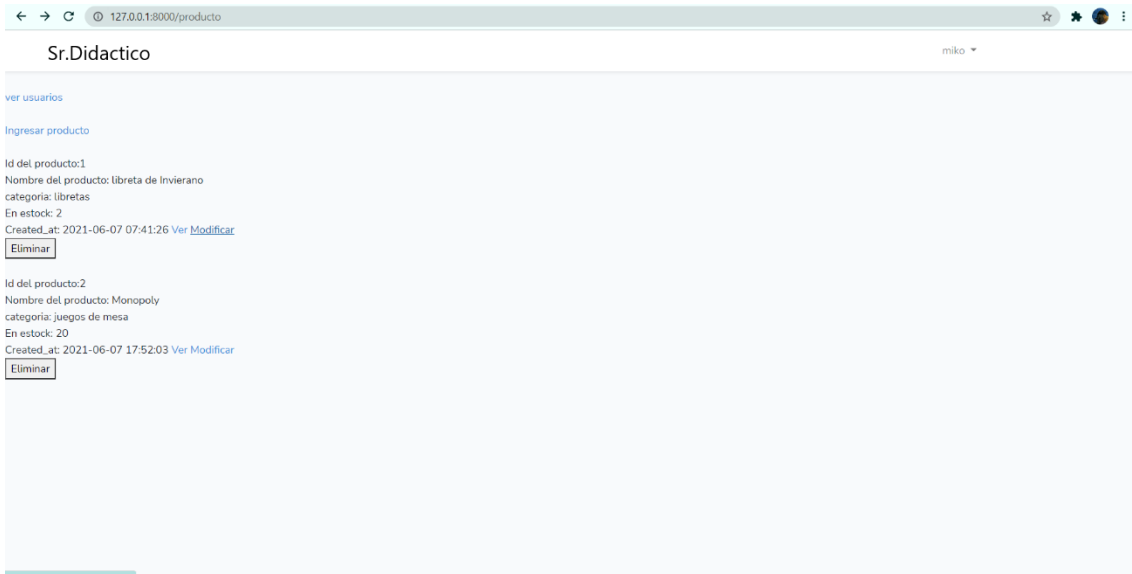 127.0.0.1:8000/producto
Sr.Didactico
miko
ver usuarios
Ingresar producto
Id del producto:1
Nombre del producto: libreta de Invierano
categoria: libretas
En estock: 2
Created_at: 2021-06-07 07:41:26 Ver Modificar
Eliminar
Id del producto:2
Nombre del producto: Monopoly
categoria: juegos de mesa
En estock: 20
Created_at: 2021-06-07 17:52:03 Ver Modificar
Eliminar